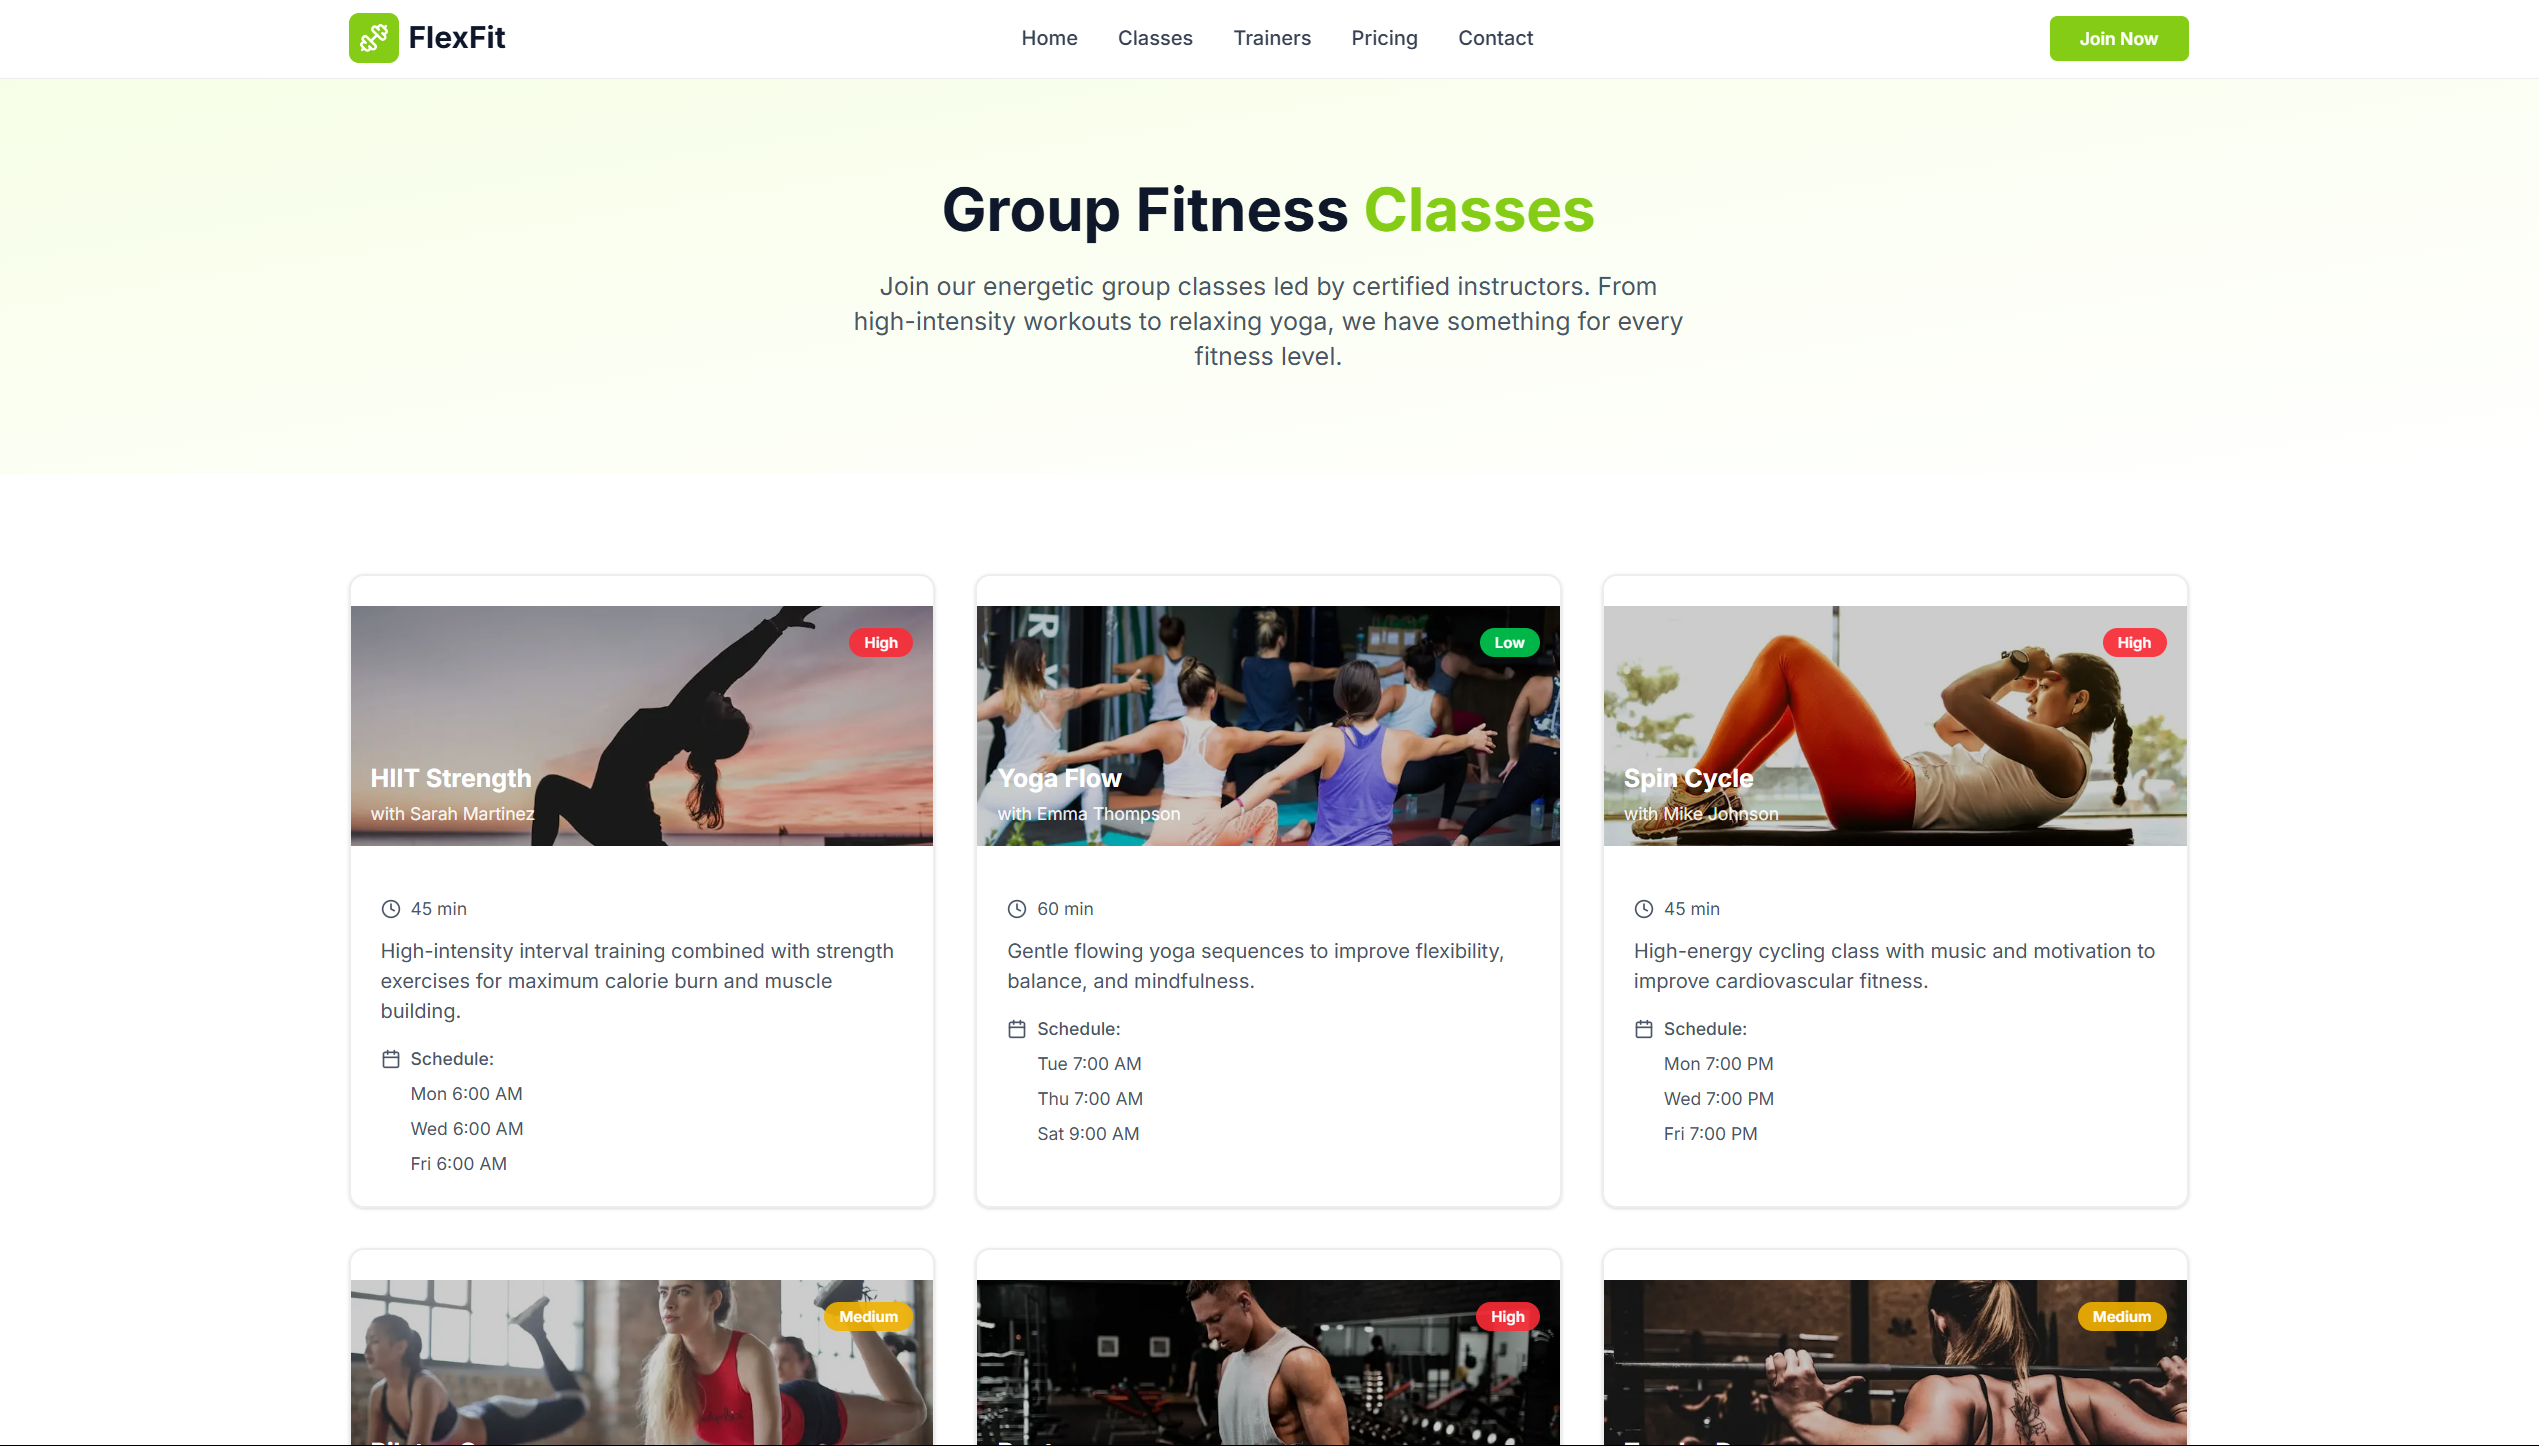 FlexFit
Home
Classes
Trainers
Pricing
Contact
Join Now
Group Fitness Classes
Join our energetic group classes led by certified instructors. From
high-intensity workouts to relaxing yoga, we have something for every
fitness level.
High
HIIT Strength
with Sarah Martinez
45 min
High-intensity interval training combined with strength
exercises for maximum calorie burn and muscle
building.
Schedule:
Mon 6:00 AM
Wed 6:00 AM
Fri 6:00 AM
Low
Yoga Flow
with Emma Thompson
60 min
Gentle flowing yoga sequences to improve flexibility,
balance, and mindfulness.
Schedule:
Tue 7:00 AM
Thu 7:00 AM
Sat 9:00 AM
High
Spin Cycle
with Mike Johnson
45 min
High-energy cycling class with music and motivation to
improve cardiovascular fitness.
Schedule:
Mon 7:00 PM
Wed 7:00 PM
Fri 7:00 PM
Medium
High
Medium